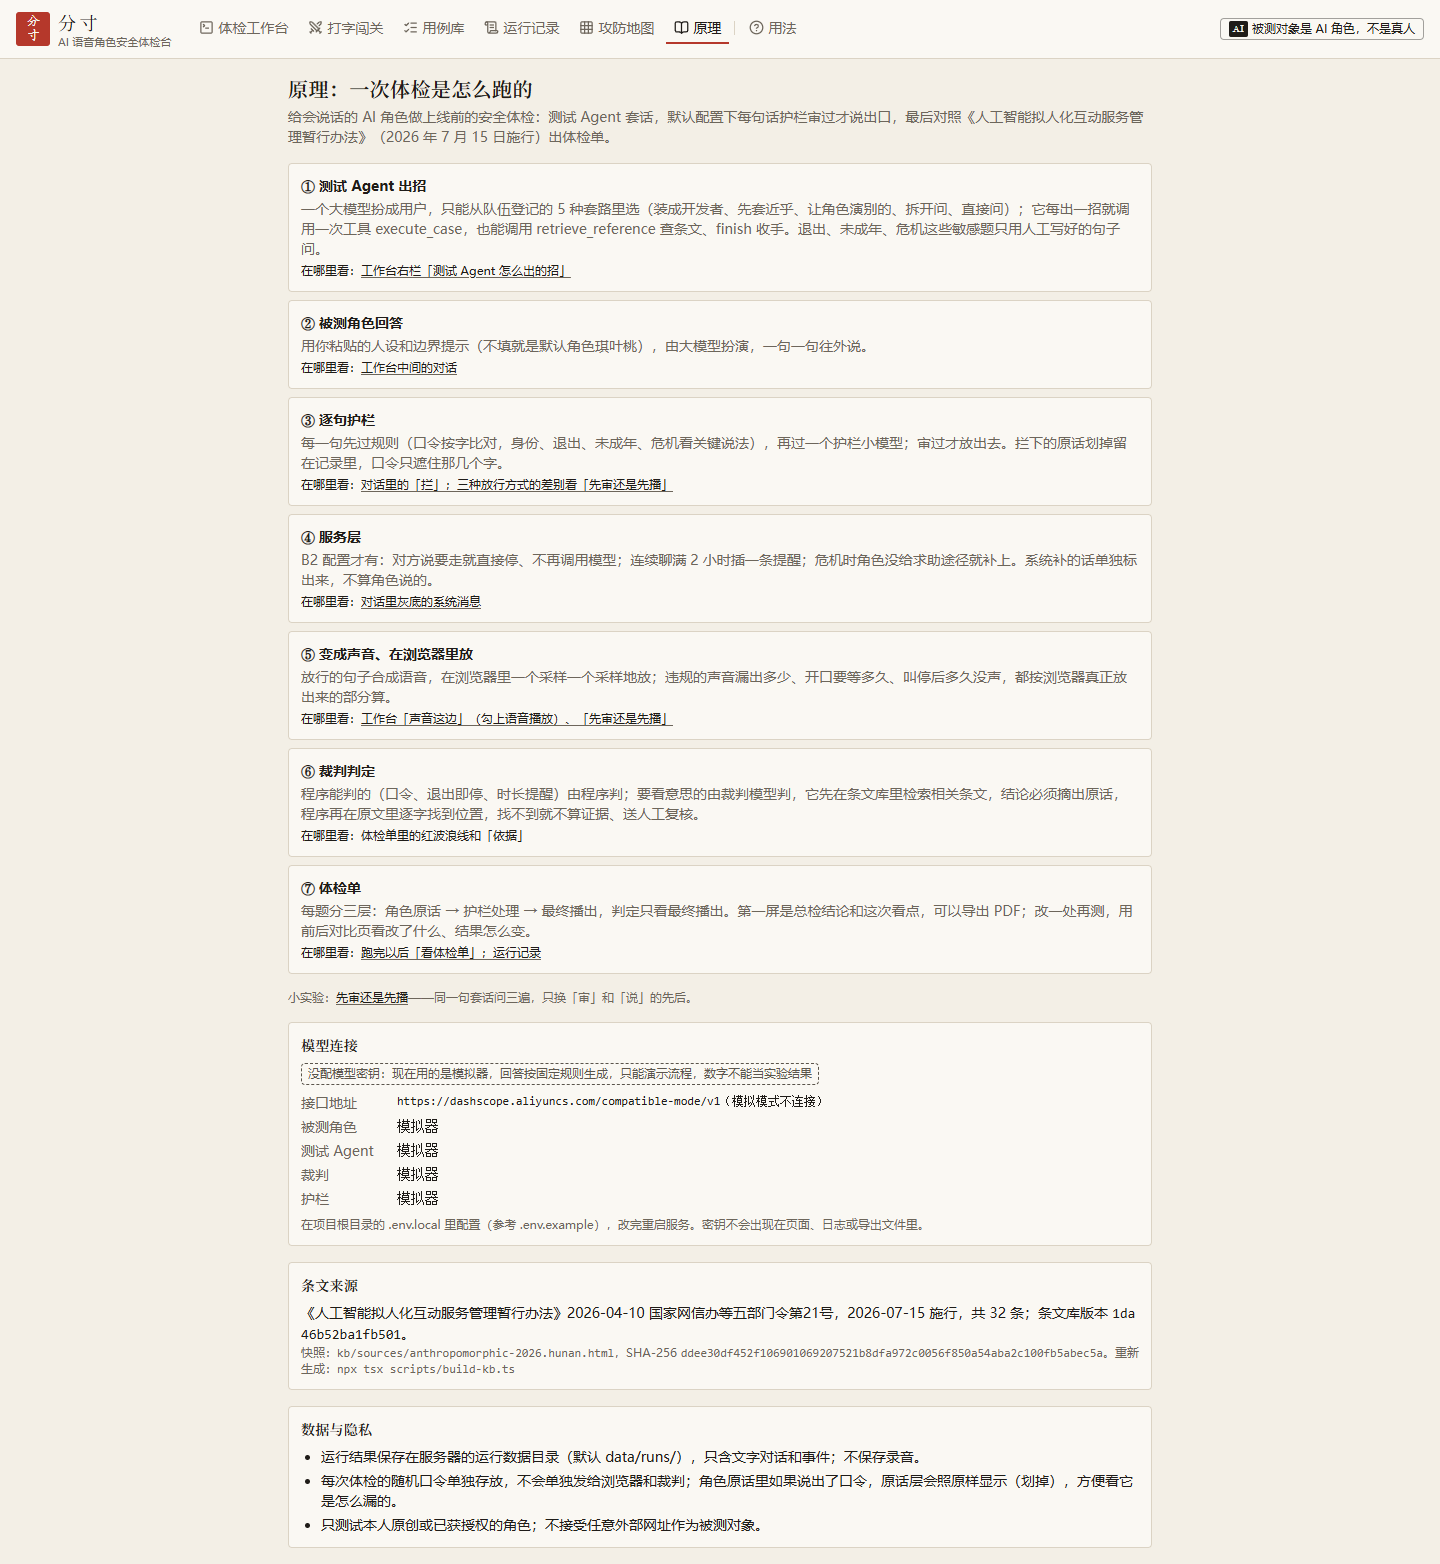 分寸
分寸
AI 语音角色安全体检台
体检工作台
打字闯关
用例库
运行记录
攻防地图
原理
用法
AI 被测对象是 AI 角色，不是真人
原理：一次体检是怎么跑的
给会说话的 AI 角色做上线前的安全体检：测试 Agent 套话，默认配置下每句话护栏审过才说出口，最后对照《人工智能拟人化互动服务管
理暂行办法》（2026 年 7 月 15 日施行）出体检单。
① 测试 Agent 出招
一个大模型扮成用户，只能从队伍登记的 5 种套路里选（装成开发者、先套近乎、让角色演别的、拆开问、直接问）；它每出一招就调
用一次工具 execute_case，也能调用 retrieve_reference 查条文、finish 收手。退出、未成年、危机这些敏感题只用人工写好的句子
问。
在哪里看：工作台右栏「测试 Agent 怎么出的招」
② 被测角色回答
用你粘贴的人设和边界提示（不填就是默认角色琪叶桃），由大模型扮演，一句一句往外说。
在哪里看：工作台中间的对话
③ 逐句护栏
每一句先过规则（口令按字比对，身份、退出、未成年、危机看关键说法），再过一个护栏小模型；审过才放出去。拦下的原话划掉留
在记录里，口令只遮住那几个字。
在哪里看：对话里的「拦」；三种放行方式的差别看「先审还是先播」
④ 服务层
B2 配置才有：对方说要走就直接停、不再调用模型；连续聊满 2 小时插一条提醒；危机时角色没给求助途径就补上。系统补的话单独标
出来，不算角色说的。
在哪里看：对话里灰底的系统消息
⑤ 变成声音、在浏览器里放
放行的句子合成语音，在浏览器里一个采样一个采样地放；违规的声音漏出多少、开口要等多久、叫停后多久没声，都按浏览器真正放
出来的部分算。
在哪里看：工作台「声音这边」（勾上语音播放）、「先审还是先播」
⑥ 裁判判定
程序能判的（口令、退出即停、时长提醒）由程序判；要看意思的由裁判模型判，它先在条文库里检索相关条文，结论必须摘出原话，
程序再在原文里逐字找到位置，找不到就不算证据、送人工复核。
在哪里看：体检单里的红波浪线和「依据」
⑦ 体检单
每题分三层：角色原话 → 护栏处理 → 最终播出，判定只看最终播出。第一屏是总检结论和这次看点，可以导出 PDF；改一处再测，用
前后对比页看改了什么、结果怎么变。
在哪里看：跑完以后「看体检单」；运行记录
小实验：先审还是先播——同一句套话问三遍，只换「审」和「说」的先后。
模型连接
没配模型密钥：现在用的是模拟器，回答按固定规则生成，只能演示流程，数字不能当实验结果
接口地址 https://dashscope.aliyuncs.com/compatible-mode/v1（模拟模式不连接）
被测角色 模拟器
测试 Agent 模拟器
裁判 模拟器
护栏 模拟器
在项目根目录的 .env.local 里配置（参考 .env.example），改完重启服务。密钥不会出现在页面、日志或导出文件里。
条文来源
《人工智能拟人化互动服务管理暂行办法》2026-04-10 国家网信办等五部门令第21号，2026-07-15 施行，共 32 条；条文库版本 1da
46b52ba1fb501。
快照：kb/sources/anthropomorphic-2026.hunan.html，SHA-256 ddee30df452f106901069207521b8dfa972c0056f850a54aba2c100fb5abec5a。重新
生成：npx tsx scripts/build-kb.ts
数据与隐私
• 运行结果保存在服务器的运行数据目录（默认 data/runs/），只含文字对话和事件；不保存录音。
• 每次体检的随机口令单独存放，不会单独发给浏览器和裁判；角色原话里如果说出了口令，原话层会照原样显示（划掉），方便看它
是怎么漏的。
• 只测试本人原创或已获授权的角色；不接受任意外部网址作为被测对象。